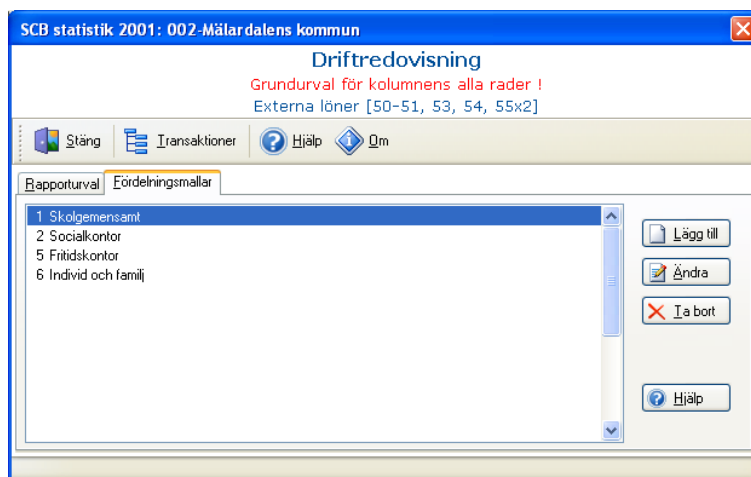 SCB statistik 2001: 002-Mälardalens kommun
Driftredovisning
Grundurval för kolumnens alla rader !
Externa löner [50-51, 53, 54, 55x2]
Stäng Transaktioner Hjälp Om
Rapporturval Fördelningsmallar
1 Skolgemensamt
2 Socialkontor
5 Fritidskontor
6 Individ och familj
Lägg till
Ändra
Ta bort
Hjälp